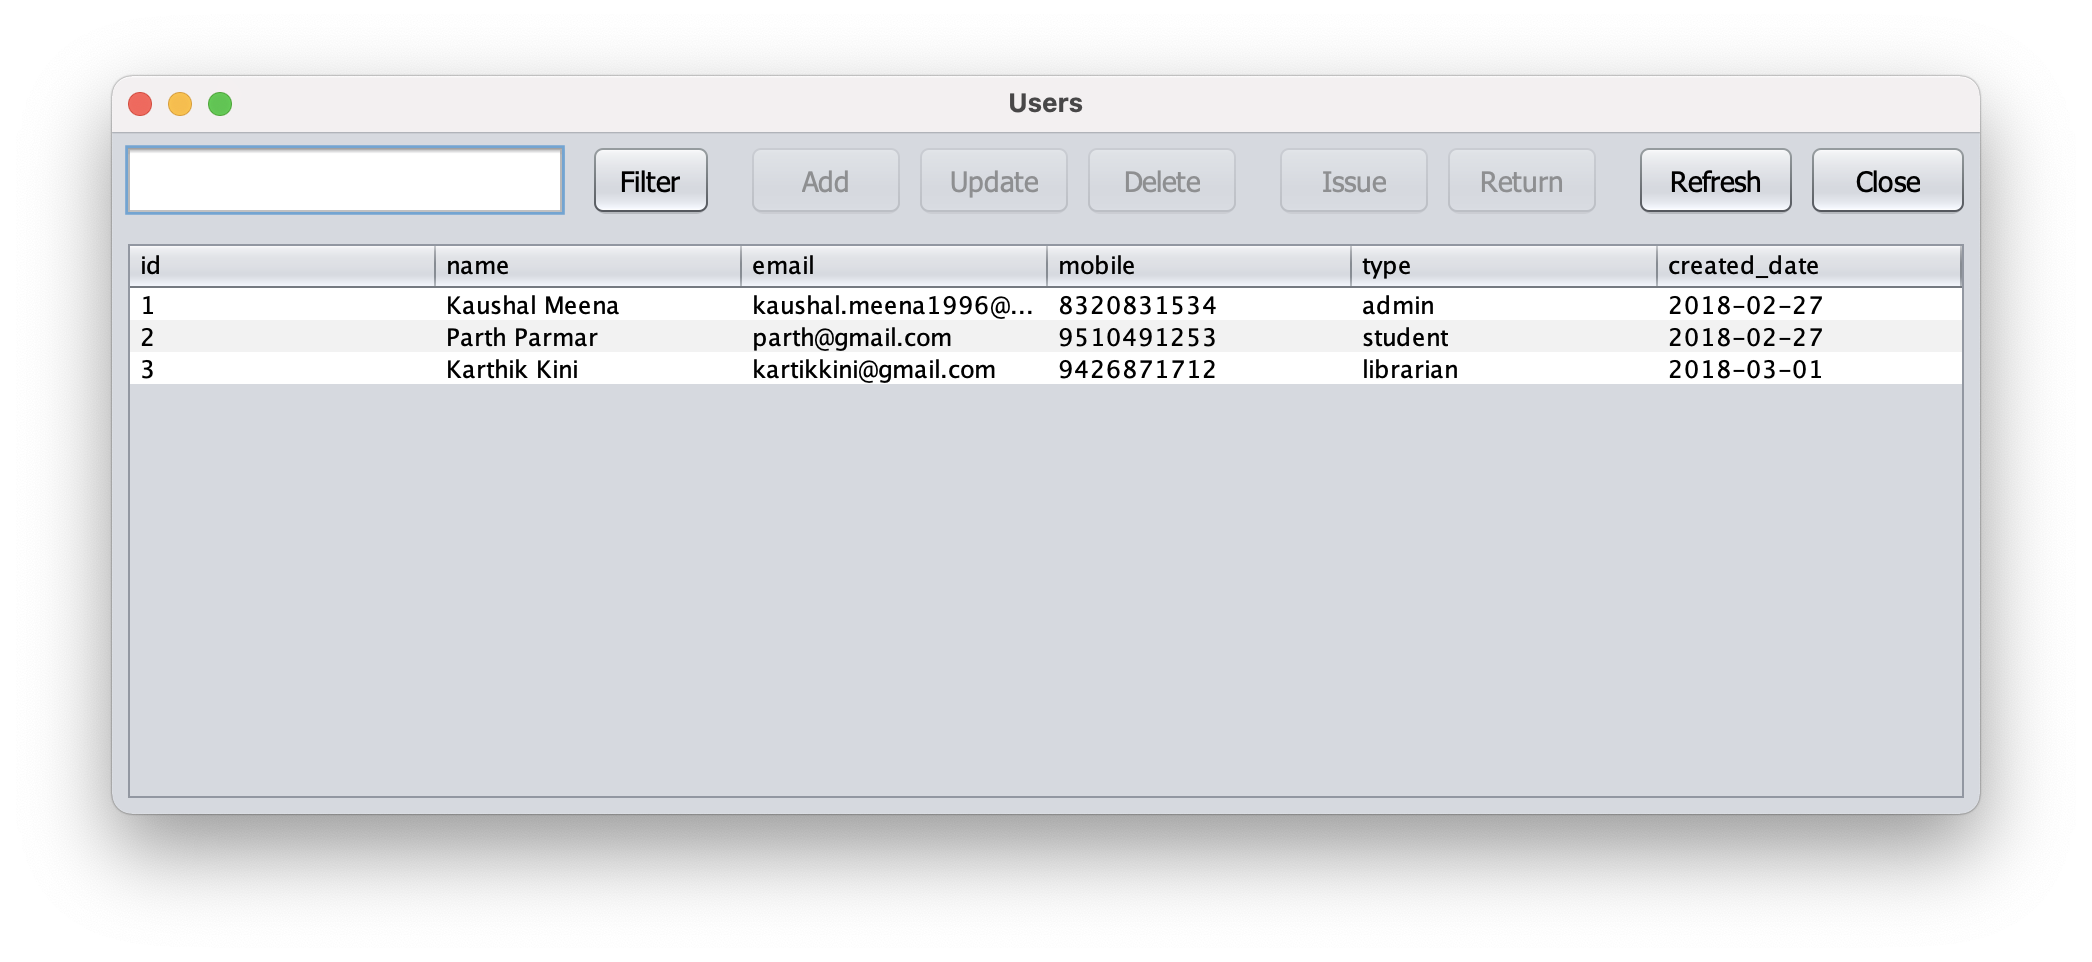 Users
Filter Add Update Delete Issue Return Refresh Close
id name email mobile type created_date
1 Kaushal Meena kaushal.meena1996@... 8320831534 admin 2018-02-27
2 Parth Parmar parth@gmail.com 9510491253 student 2018-02-27
3 Karthik Kini kartikkini@gmail.com 9426871712 librarian 2018-03-01